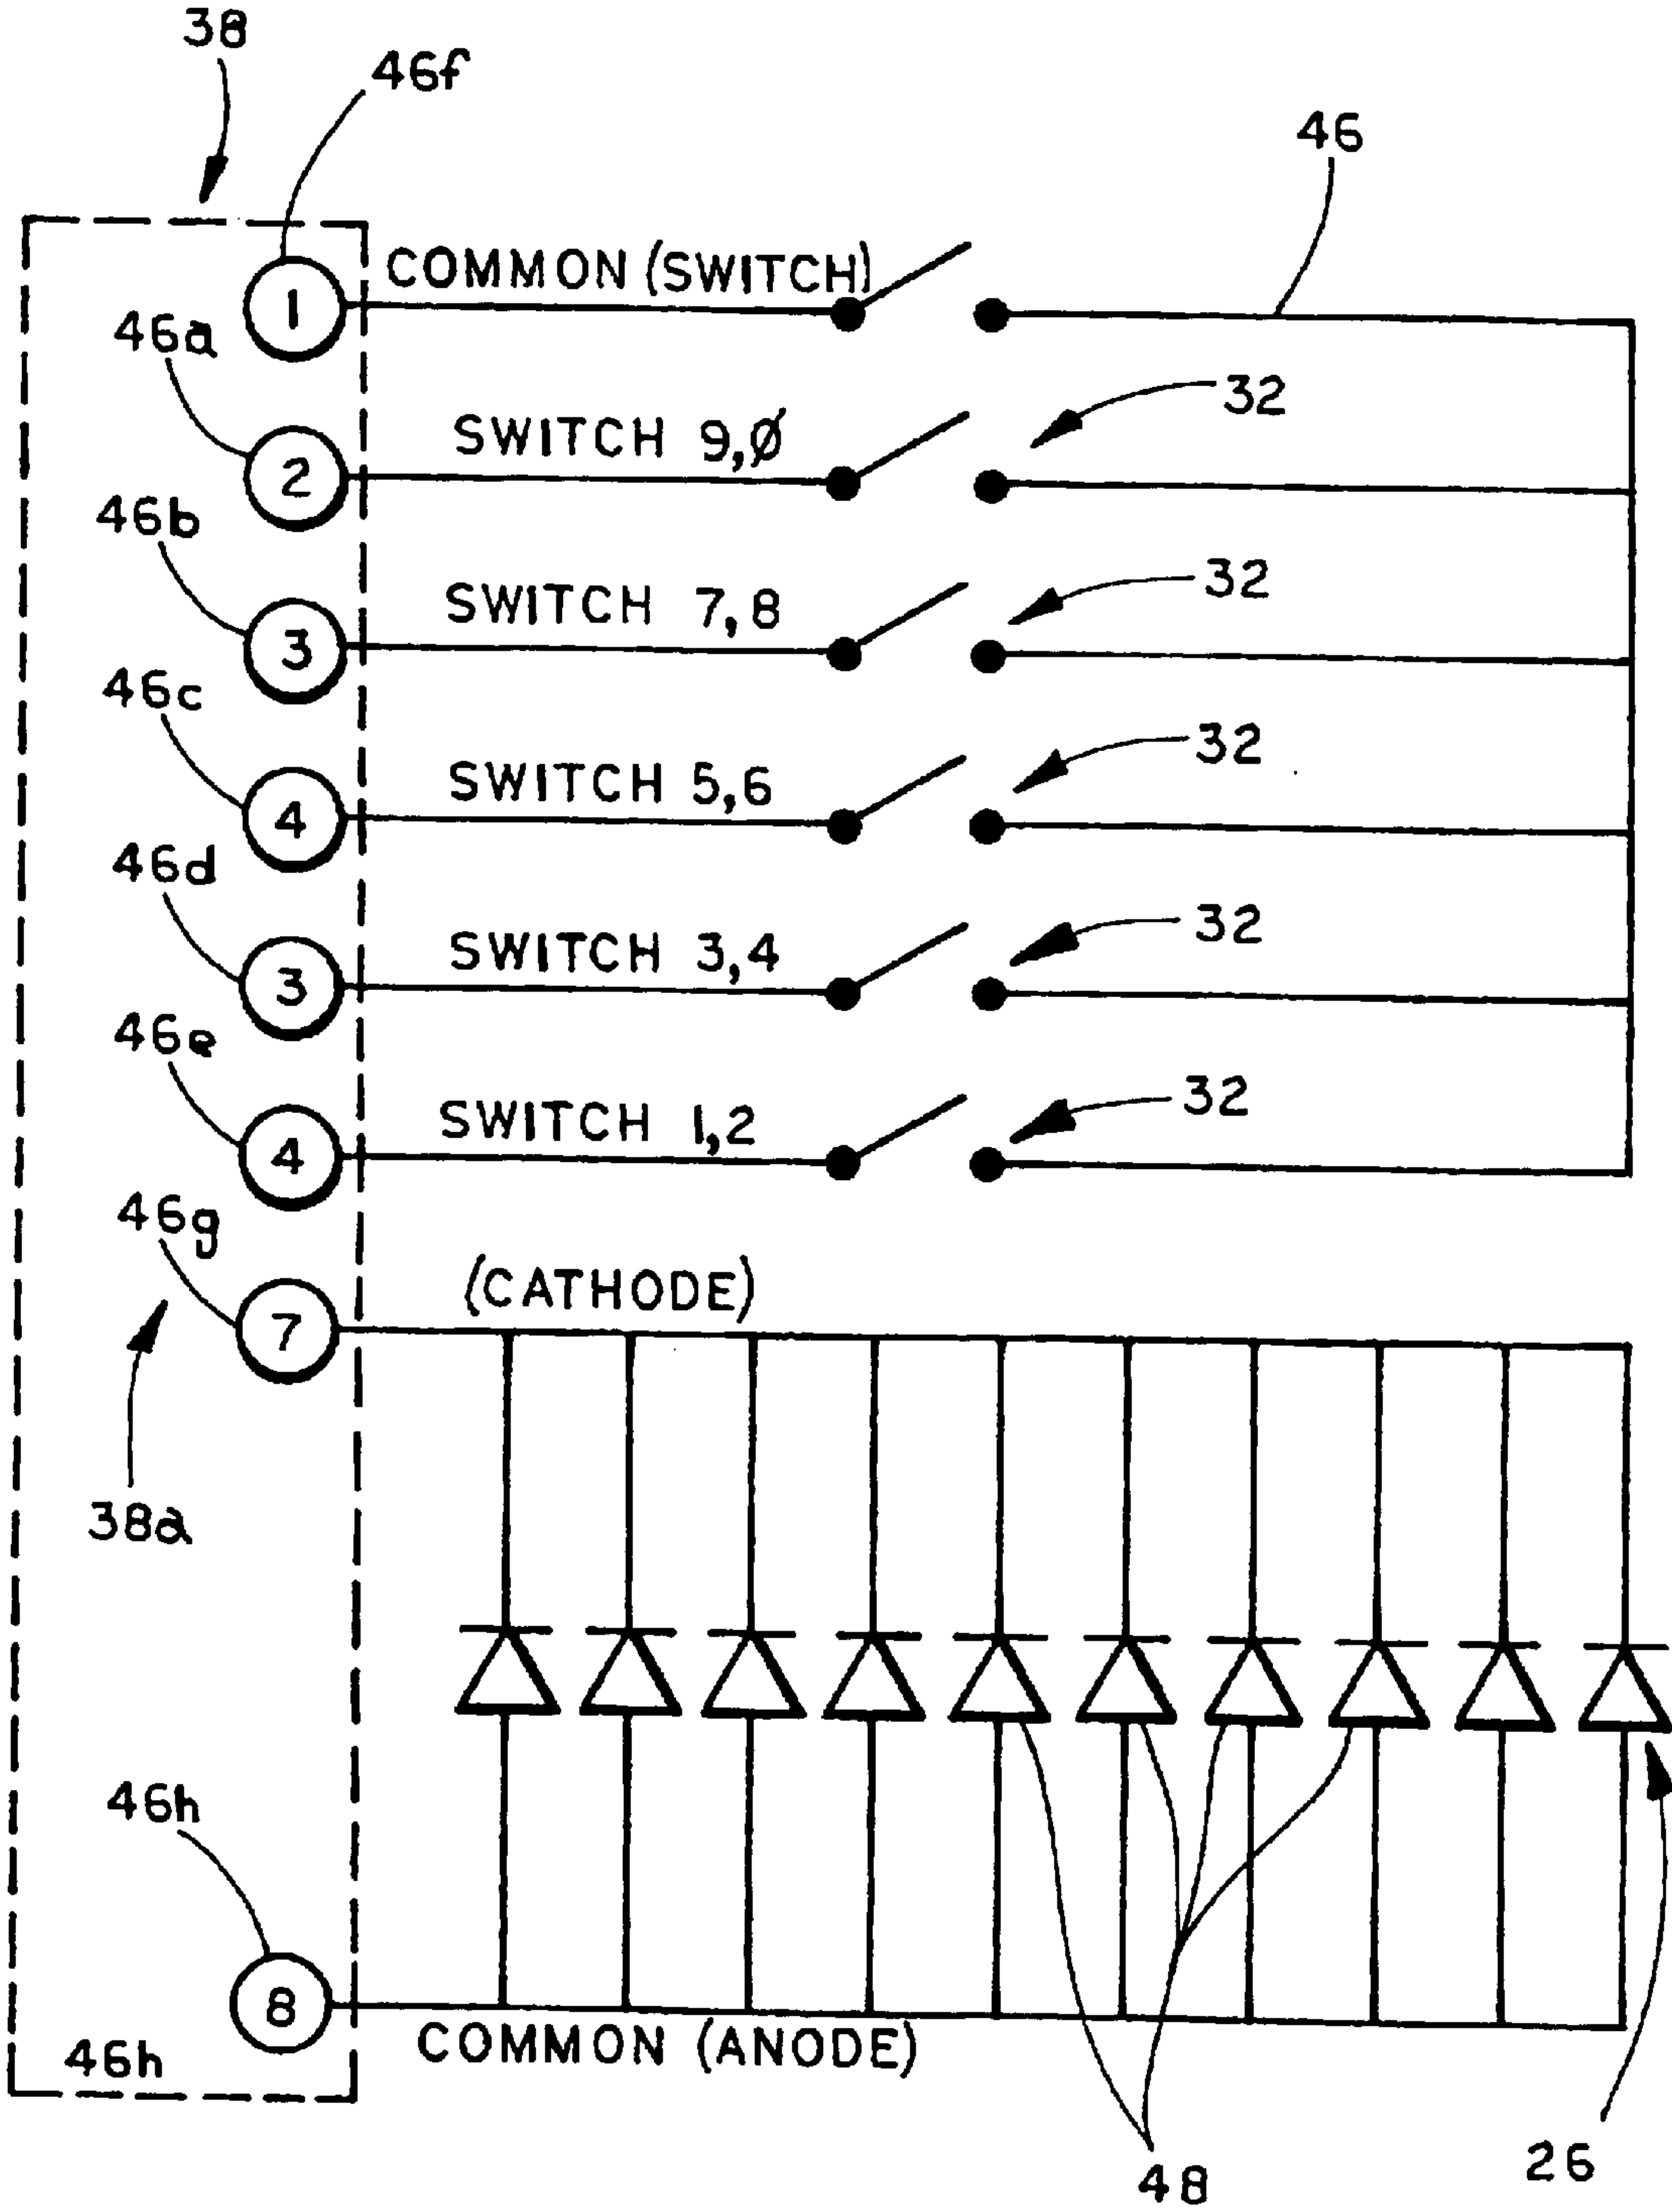 38
46f
46
1
COMMON (SWITCH)
46a
32
2
SWITCH 9,Ø
46b
32
3
SWITCH 7,8
46c
32
4
SWITCH 5,6
46d
32
3
SWITCH 3,4
46e
32
4
SWITCH 1,2
46g
7
(CATHODE)
38a
46h
8
COMMON (ANODE)
46h
48
26